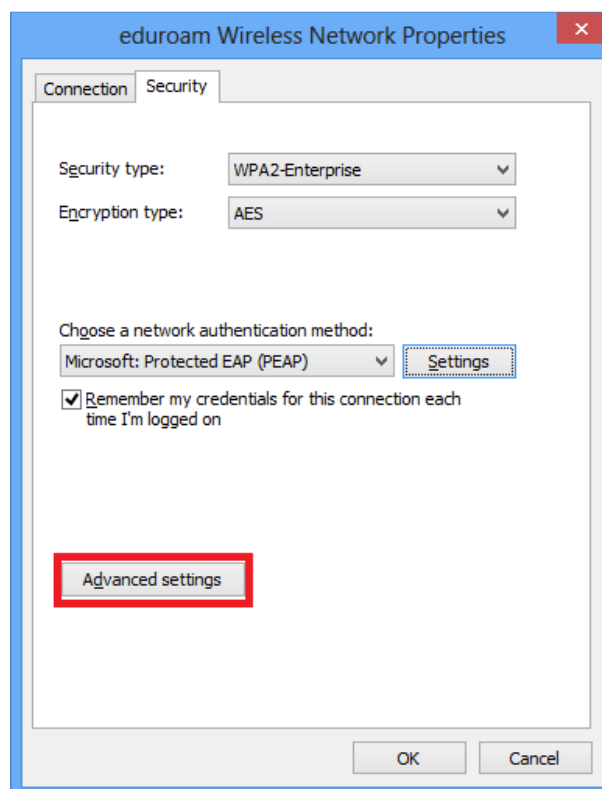 eduroam Wireless Network Properties
Connection
Security
Security type:
WPA2-Enterprise
Encryption type:
AES
Choose a network authentication method:
Microsoft: Protected EAP (PEAP)
Settings
Remember my credentials for this connection each
time I'm logged on
Advanced settings
OK
Cancel